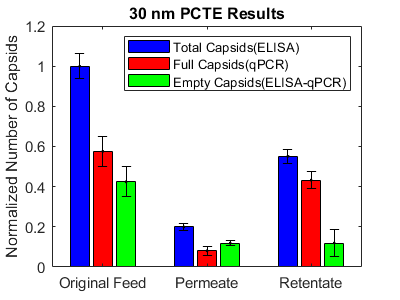 30 nm PCTE Results
Normalized Number of Capsids
1.2
1
0.8
0.6
0.4
0.2
0
Total Capsids(ELISA)
Full Capsids(qPCR)
Empty Capsids(ELISA-qPCR)
Original Feed
Permeate
Retentate